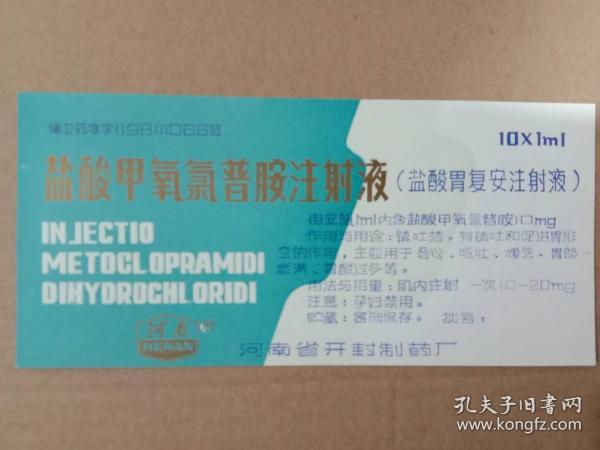 豫卫药准字(1981)1066号
10X1ml
盐酸甲氧氯普胺注射液(盐酸胃复安注射液)
INJECTIO
METOCLOPRAMIDI
DIHYDROCHLORIDI
每安瓿1ml内含盐酸甲氧氯普胺10mg
作用与用途:镇吐药。有镇吐和促进胃排
空的作用,主要用于恶心、呕吐、嗳气、胃部
胀满、胃酸过多等。
用法与用量:肌内注射 一次10-20mg
注意:孕妇禁用。
贮藏:密闭保存。 批号:
河南
HENAN
河南省开封制药厂
孔夫子旧书网
www.kongfz.com